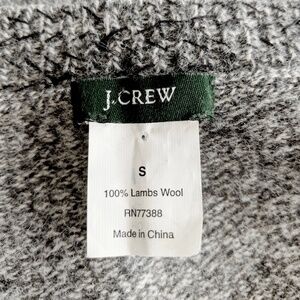 J.CREW
S
100% Lambs Wool
RN77388
Made in China